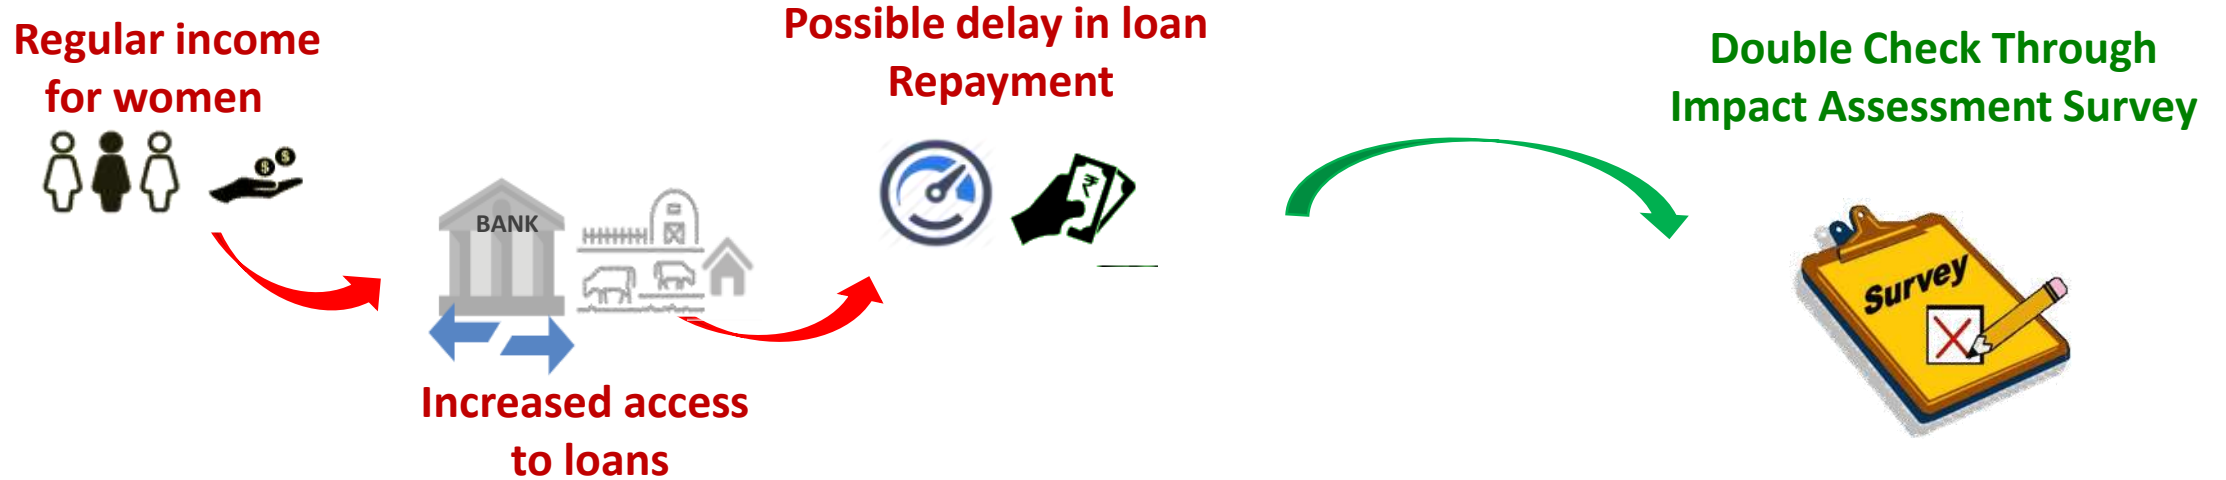 Regular income
for women
BANK
Increased access
to loans
Possible delay in loan
Repayment
₹
Double Check Through
Impact Assessment Survey
Survey